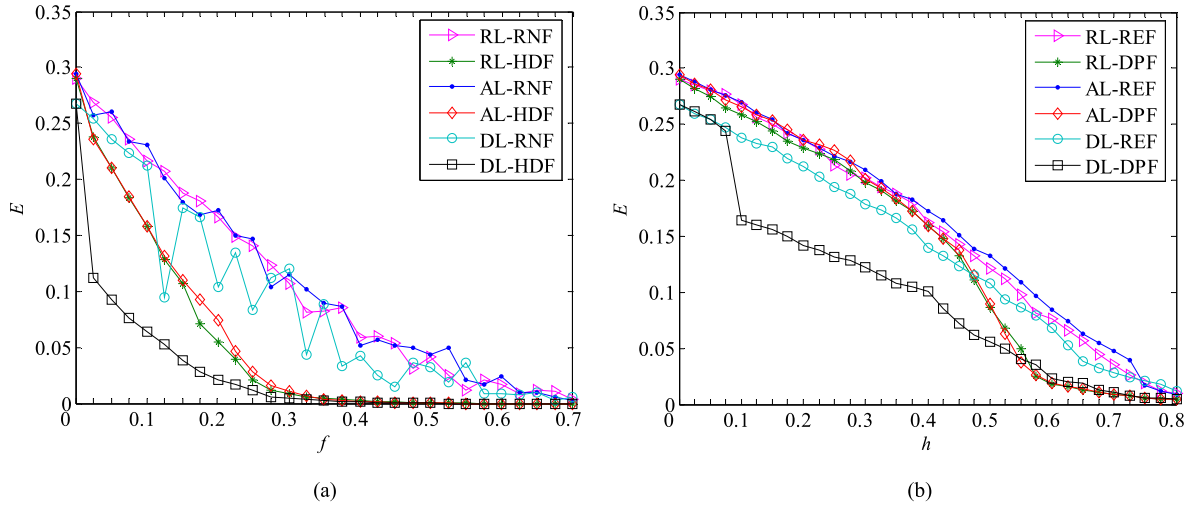 0.35
0.3
0.25
0.2
0.15
0.1
0.05
0
E
0
0.1
0.2
0.3
0.4
0.5
0.6
0.7
f
RL-RNF
RL-HDF
AL-RNF
AL-HDF
DL-RNF
DL-HDF
(a)
0.35
0.3
0.25
0.2
0.15
0.1
0.05
0
E
0
0.1
0.2
0.3
0.4
0.5
0.6
0.7
0.8
h
RL-REF
RL-DPF
AL-REF
AL-DPF
DL-REF
DL-DPF
(b)